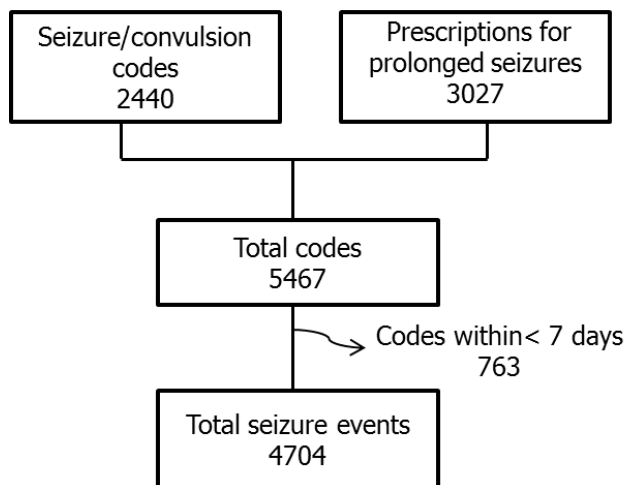 Seizure/convulsion
codes
2440
Prescriptions for
prolonged seizures
3027
Total codes
5467
Codes within< 7 days
763
Total seizure events
4704